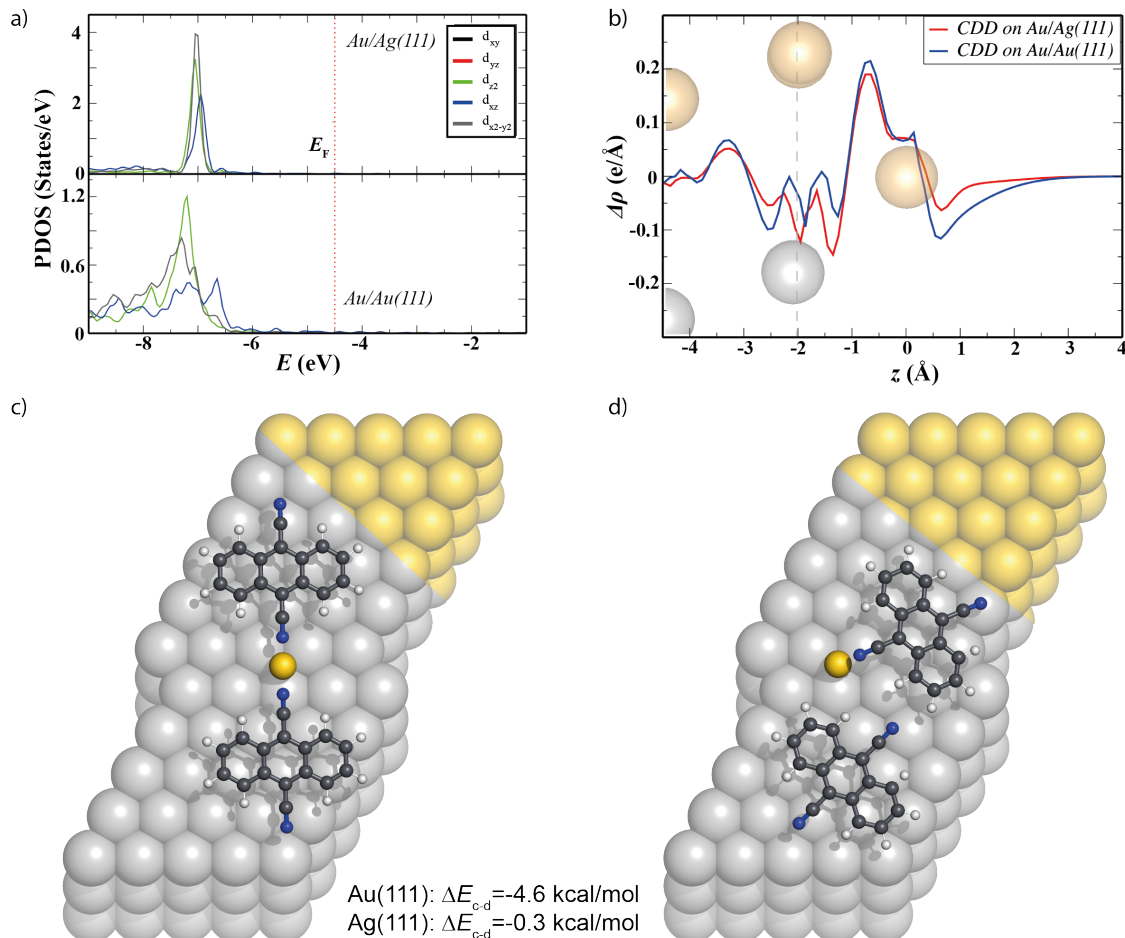 a)
PDOS (States/eV)
4
2
0
Au/Ag(111)
E_F
d_xy
d_yz
d_z2
d_xz
d_x2-y2
1.2
0.6
0
Au/Au(111)
-8 -6 -4 -2
E (eV)
b)
CDD on Au/Ag(111)
CDD on Au/Au(111)
Δρ (e/Å)
0.2
0.1
0
-0.1
-0.2
-4 -3 -2 -1 0 1 2 3 4
z (Å)
c)
d)
Au(111): ΔE_c-d=-4.6 kcal/mol
Ag(111): ΔE_c-d=-0.3 kcal/mol